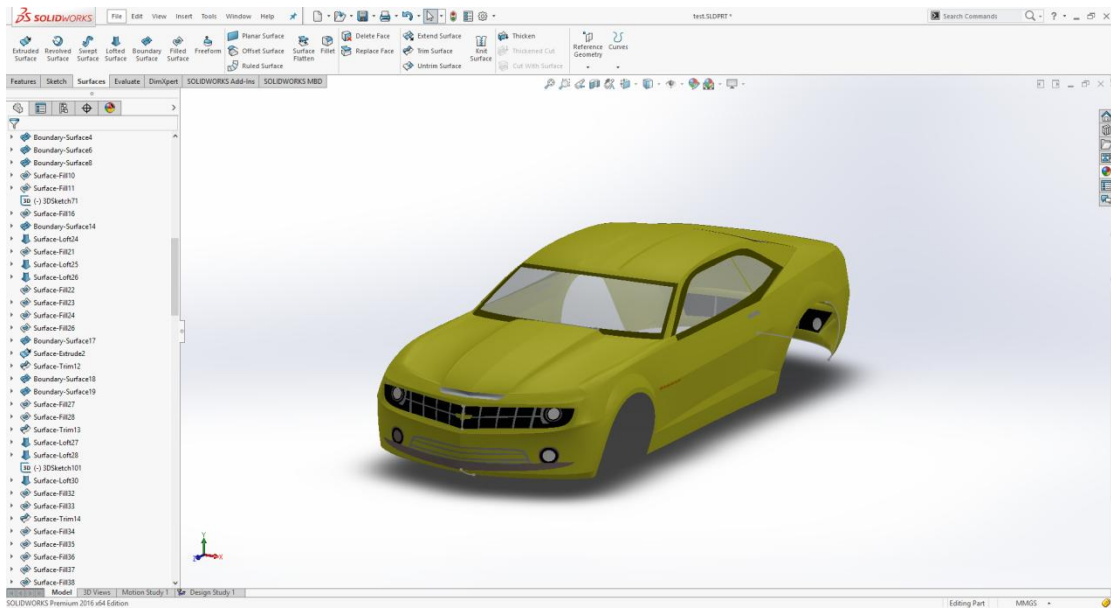 SOLIDWORKS File Edit View Insert Tools Window Help test.SLDPRT * Search Commands
Extruded Surface Revolved Surface Swept Surface Lofted Surface Boundary Surface Filled Surface Freeform
Planar Surface
Offset Surface
Ruled Surface
Surface Flatten Fillet
Delete Face
Replace Face
Extend Surface
Trim Surface
Untrim Surface
Knit Surface
Thicken
Thickened Cut
Cut With Surface
Reference Geometry Curves
Features Sketch Surfaces Evaluate DimXpert SOLIDWORKS Add-Ins SOLIDWORKS MBD
Boundary-Surface4
Boundary-Surface6
Boundary-Surface8
Surface-Fill10
Surface-Fill11
3D (-) 3DSketch71
Surface-Fill16
Boundary-Surface14
Surface-Loft24
Surface-Fill21
Surface-Loft25
Surface-Loft26
Surface-Fill22
Surface-Fill23
Surface-Fill24
Surface-Fill26
Boundary-Surface17
Surface-Extrude2
Surface-Trim12
Boundary-Surface18
Boundary-Surface19
Surface-Fill27
Surface-Fill28
Surface-Trim13
Surface-Loft27
Surface-Loft28
3D (-) 3DSketch101
Surface-Loft30
Surface-Fill32
Surface-Fill33
Surface-Trim14
Surface-Fill34
Surface-Fill35
Surface-Fill36
Surface-Fill37
Surface-Fill38
Y
Z X
Model 3D Views Motion Study 1 Design Study 1
SOLIDWORKS Premium 2016 x64 Edition Editing Part MMGS